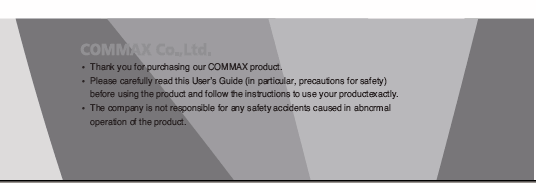 COMMAX Co.,Ltd.
• Thank you for purchasing our COMMAX product.
• Please carefully read this User's Guide (in particular, precautions for safety)
before using the product and follow the instructions to use your productexactly.
• The company is not responsible for any safety accidents caused in abnormal
operation of the product.